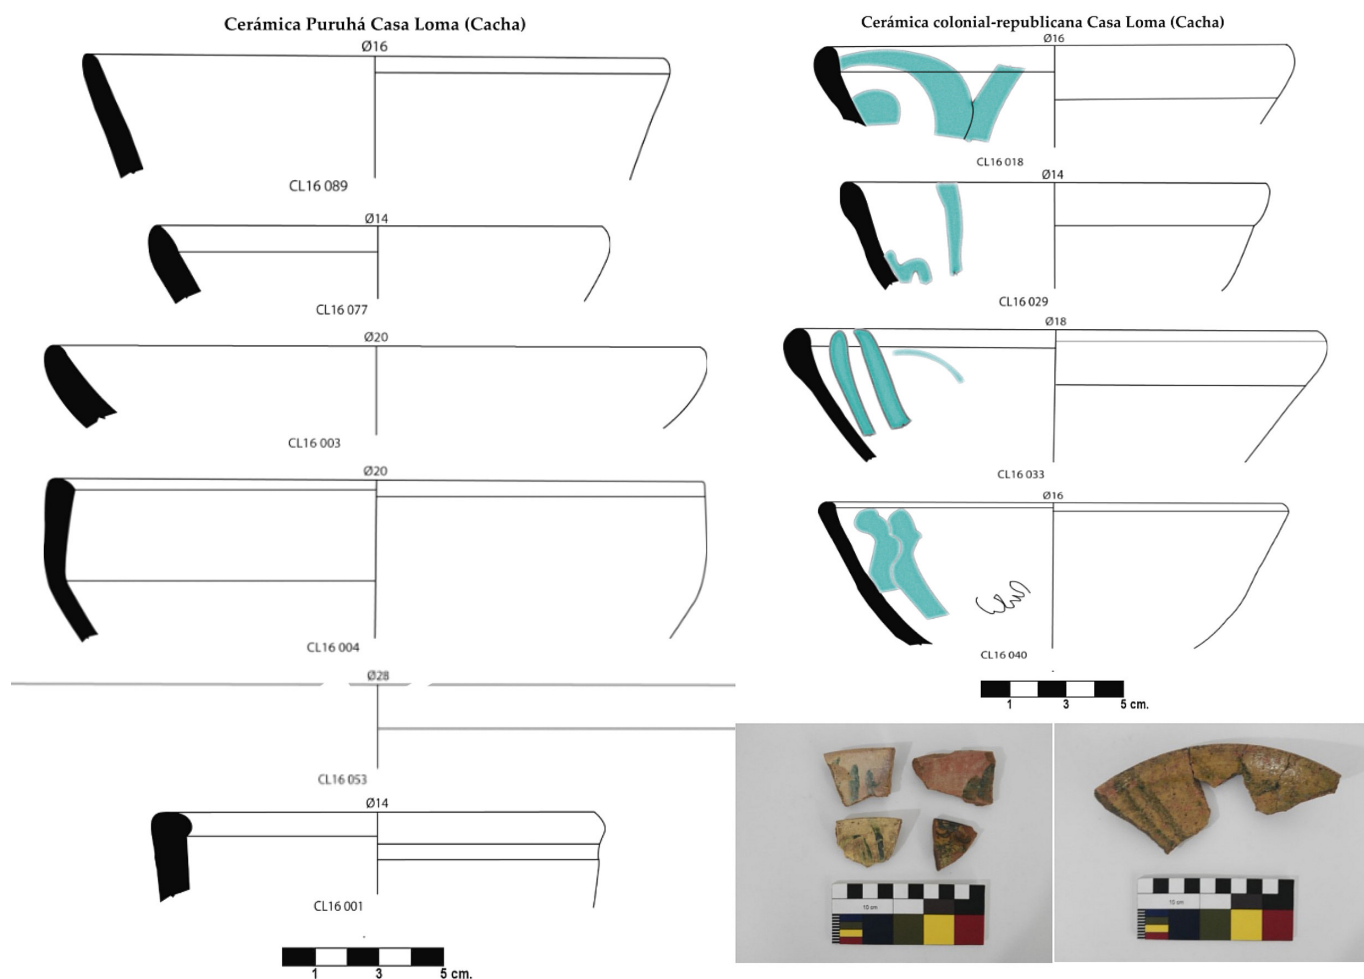 Cerámica Puruhá Casa Loma (Cacha)
Ø16
CL16 089
Ø14
CL16 077
Ø20
CL16 003
Ø20
CL16 004
Ø28
CL16 053
Ø14
CL16 001
1 3 5 cm.
Cerámica colonial-republicana Casa Loma (Cacha)
Ø16
CL16 018
Ø14
CL16 029
Ø18
CL16 033
Ø16
CL16 040
1 3 5 cm.
10 cm
10 cm